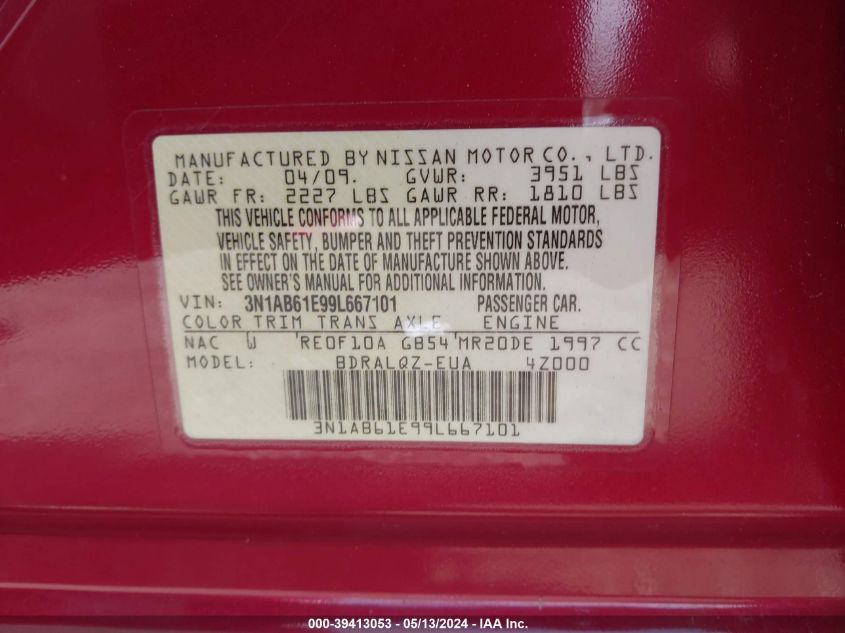 MANUFACTURED BY NISSAN MOTOR CO., LTD.
DATE: 04/09. GVWR: 3951 LBS
GAWR FR: 2227 LBS GAWR RR: 1810 LBS
THIS VEHICLE CONFORMS TO ALL APPLICABLE FEDERAL MOTOR,
VEHICLE SAFETY, BUMPER AND THEFT PREVENTION STANDARDS
IN EFFECT ON THE DATE OF MANUFACTURE SHOWN ABOVE.
SEE OWNER'S MANUAL FOR ADDITIONAL INFORMATION.
VIN: 3N1AB61E99L667101 PASSENGER CAR.
COLOR TRIM TRANS AXLE ENGINE
NAC W RE0F10A GB54 MR20DE 1997 CC
MODEL: BDRALQZ-EUA 4Z000
3N1AB61E99L667101
000-39413053 - 05/13/2024 - IAA Inc.